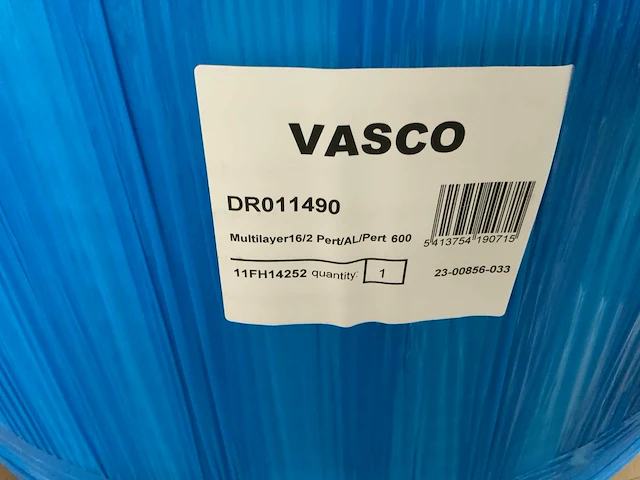 VASCO
DR011490
Multilayer16/2 Pert/AL/Pert 600
5 413754 190715
11FH14252 quantity: 1
23-00856-033